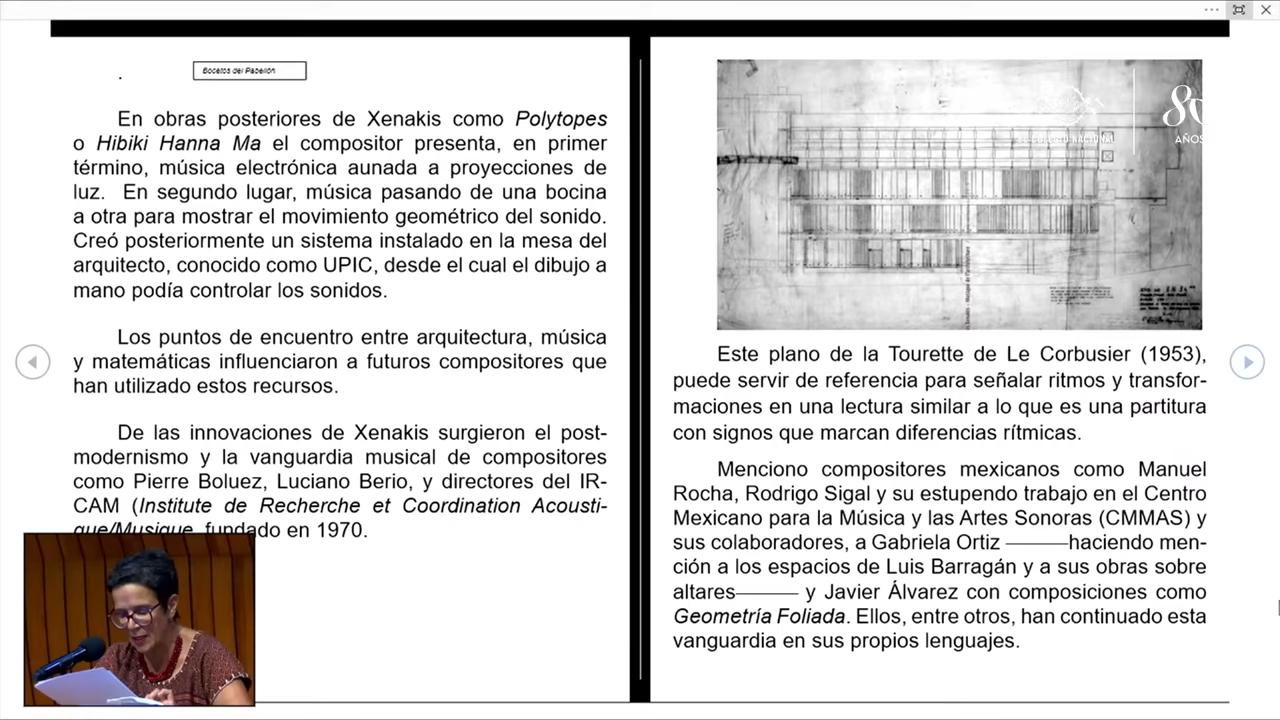 Bocetos del Pabellón
.
En obras posteriores de Xenakis como Polytopes
o Hibiki Hanna Ma el compositor presenta, en primer
término, música electrónica aunada a proyecciones de
luz. En segundo lugar, música pasando de una bocina
a otra para mostrar el movimiento geométrico del sonido.
Creó posteriormente un sistema instalado en la mesa del
arquitecto, conocido como UPIC, desde el cual el dibujo a
mano podía controlar los sonidos.
Los puntos de encuentro entre arquitectura, música
y matemáticas influenciaron a futuros compositores que
han utilizado estos recursos.
De las innovaciones de Xenakis surgieron el post-
modernismo y la vanguardia musical de compositores
como Pierre Boluez, Luciano Berio, y directores del IR-
CAM (Institute de Recherche et Coordination Acousti-
que/Musique, fundado en 1970.
80
AÑOS
NACIONAL
Este plano de la Tourette de Le Corbusier (1953),
puede servir de referencia para señalar ritmos y transfor-
maciones en una lectura similar a lo que es una partitura
con signos que marcan diferencias rítmicas.
Menciono compositores mexicanos como Manuel
Rocha, Rodrigo Sigal y su estupendo trabajo en el Centro
Mexicano para la Música y las Artes Sonoras (CMMAS) y
sus colaboradores, a Gabriela Ortiz ———haciendo men-
ción a los espacios de Luis Barragán y a sus obras sobre
altares——— y Javier Álvarez con composiciones como
Geometría Foliada. Ellos, entre otros, han continuado esta
vanguardia en sus propios lenguajes.